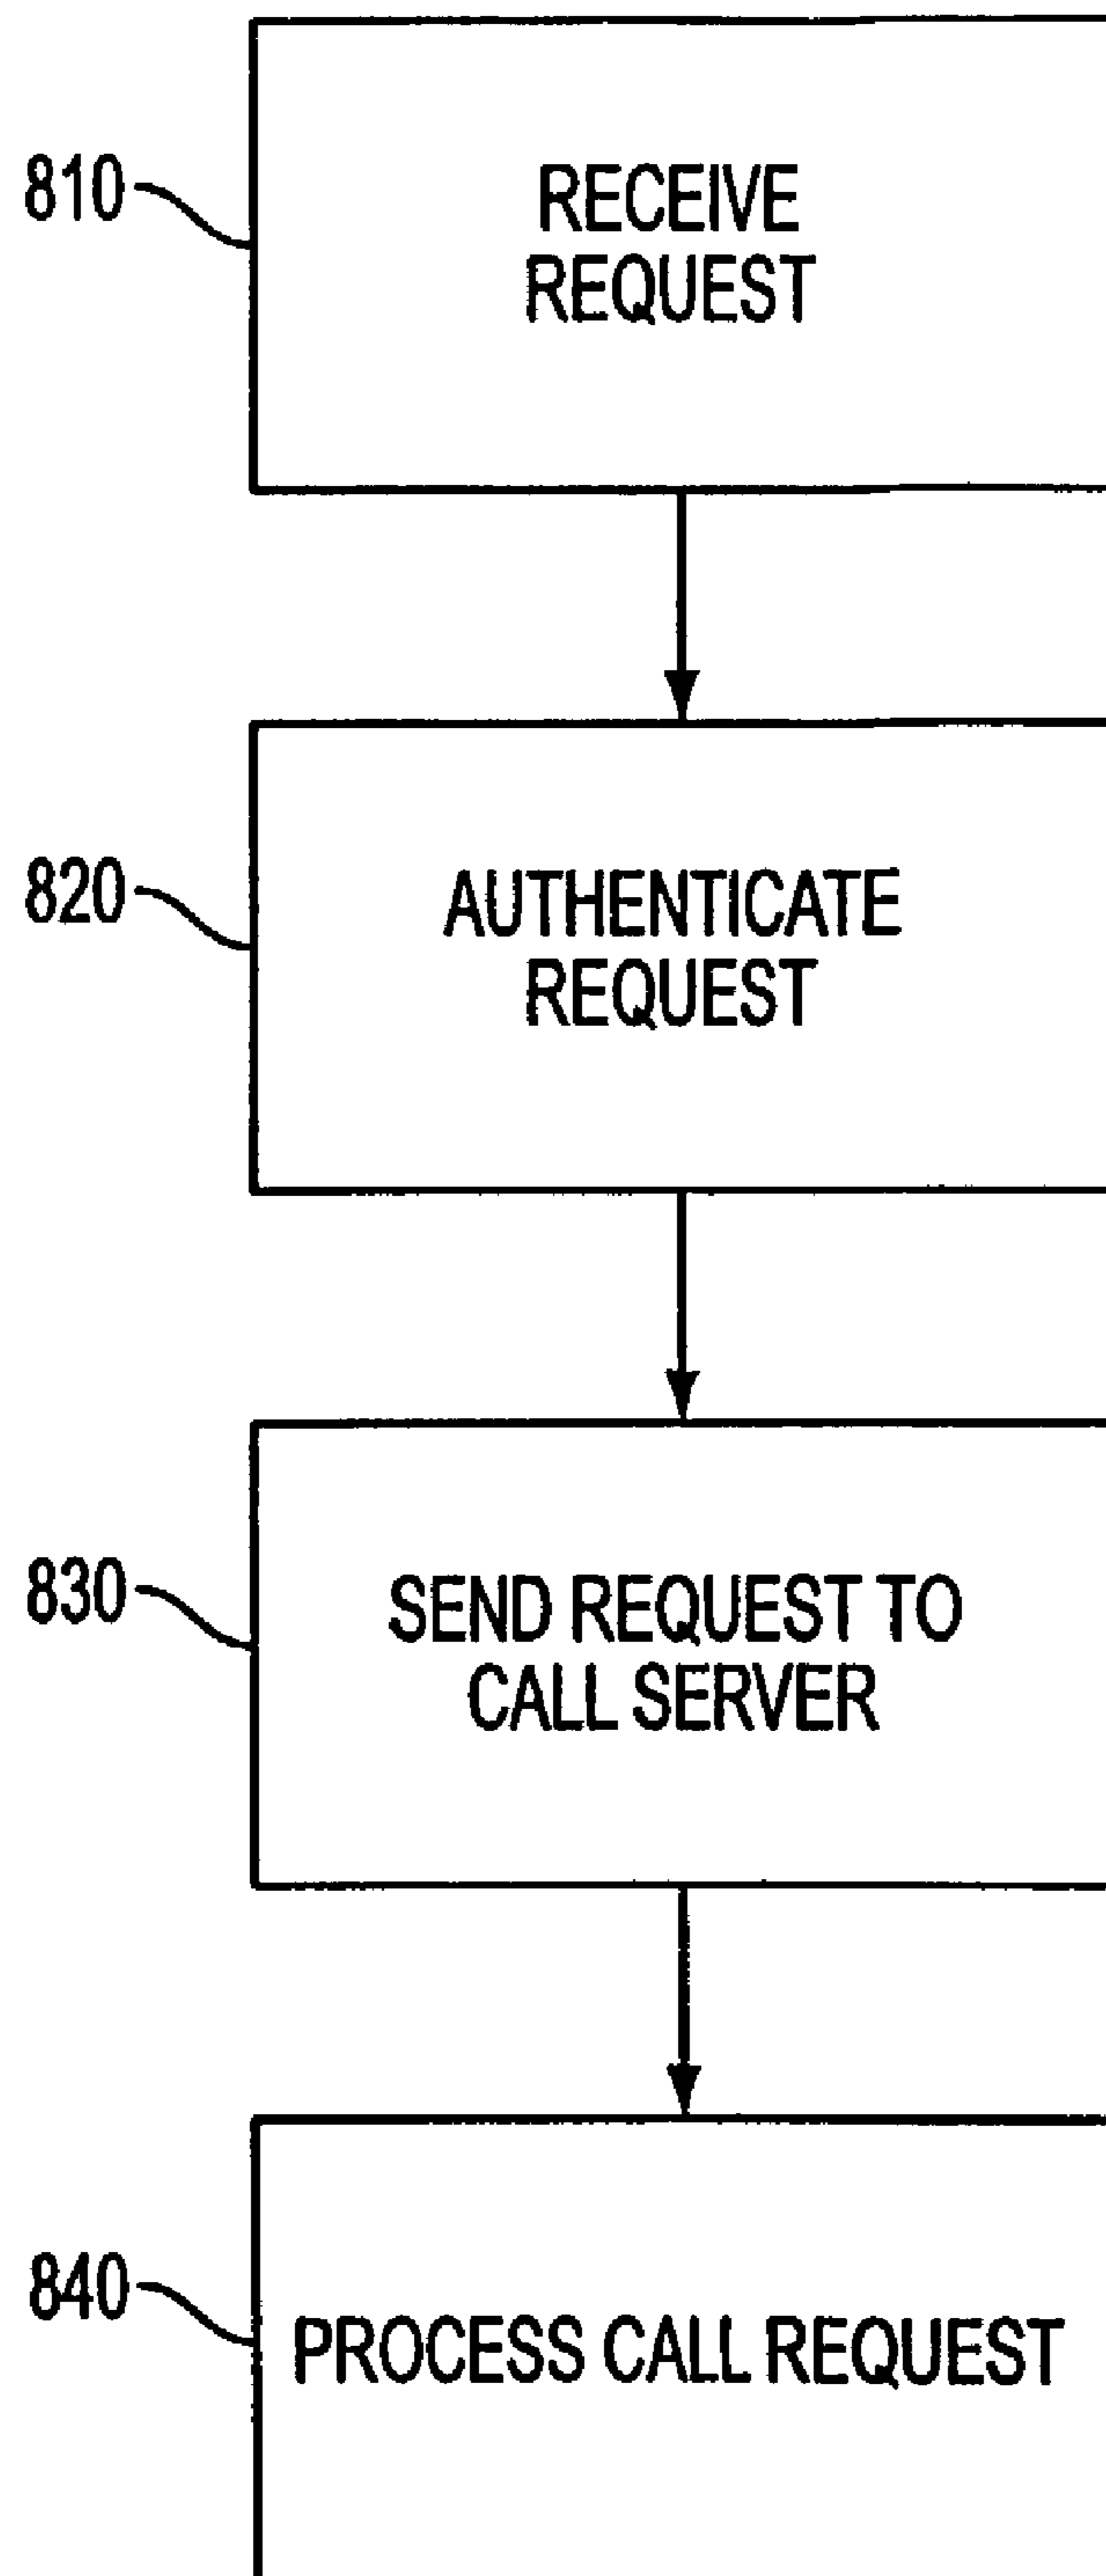 810
RECEIVE
REQUEST
820
AUTHENTICATE
REQUEST
830
SEND REQUEST TO
CALL SERVER
840
PROCESS CALL REQUEST